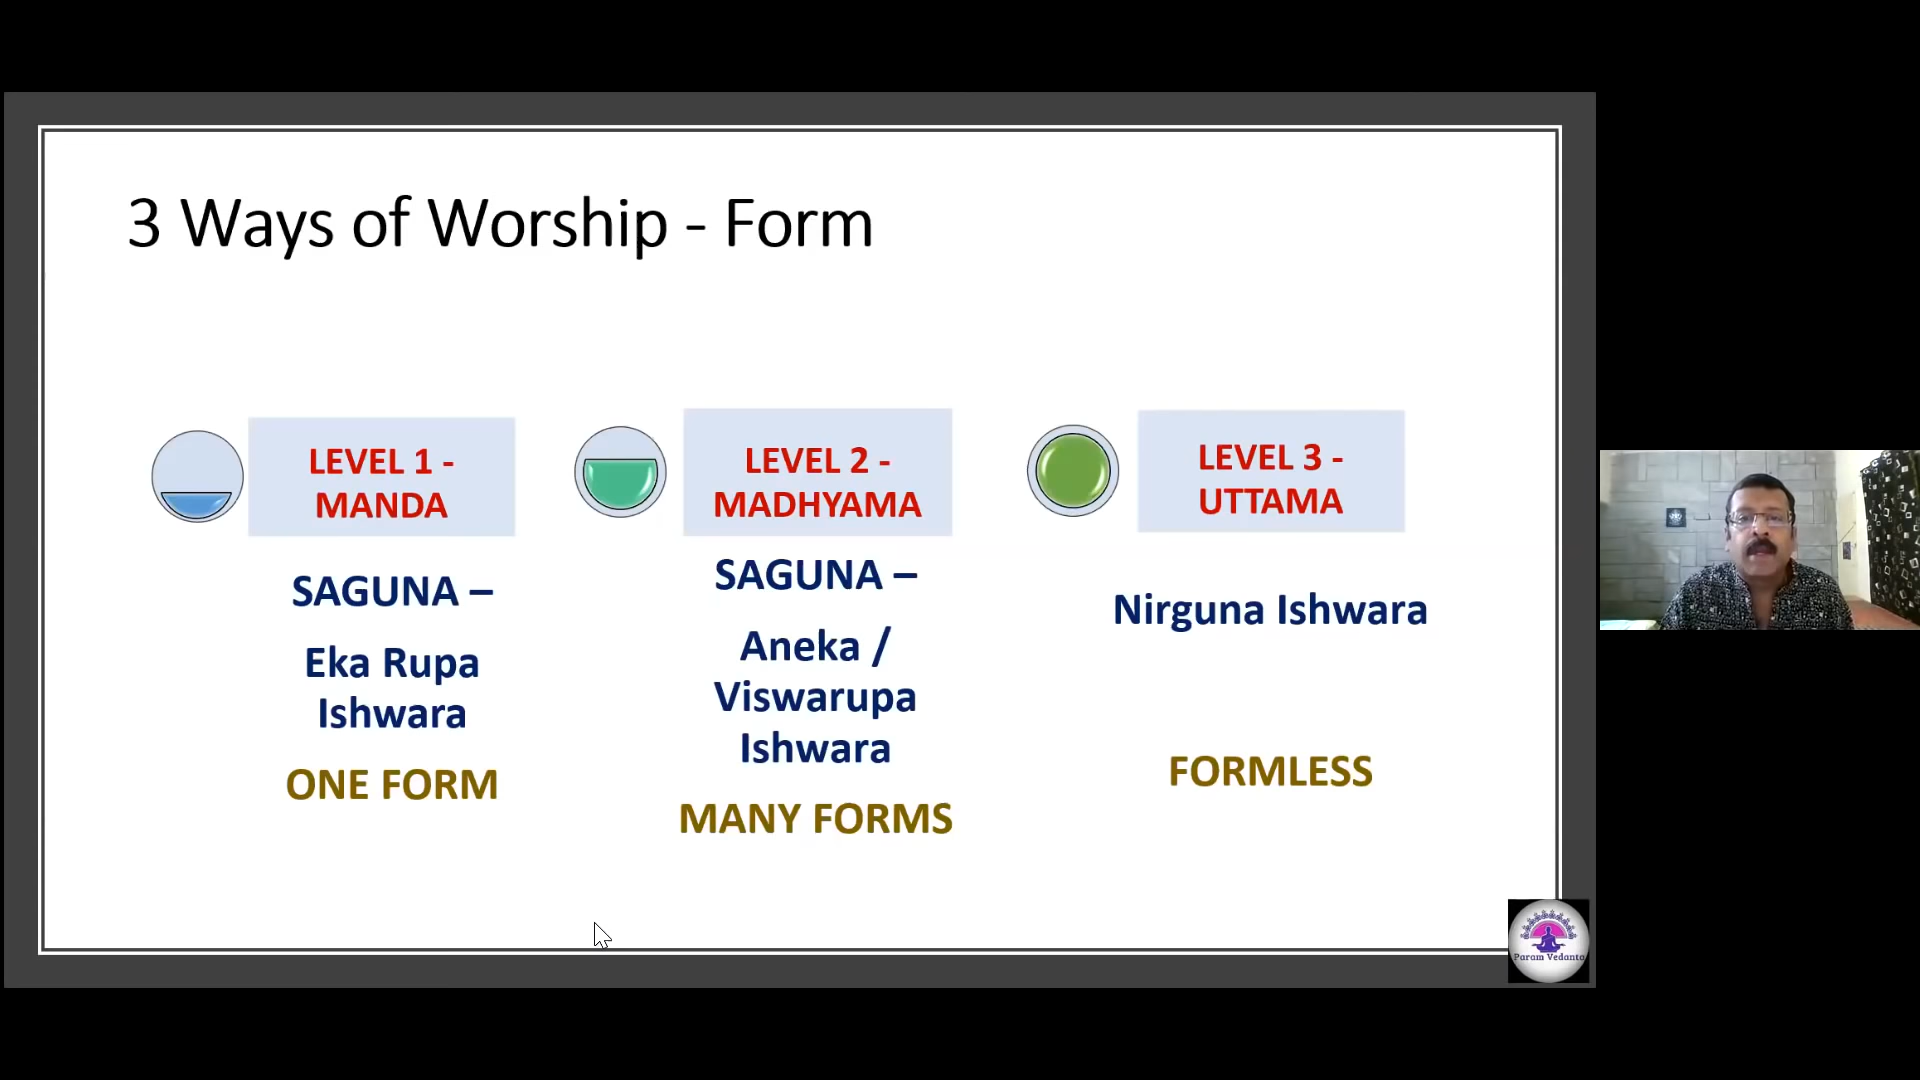 3 Ways of Worship - Form
LEVEL 1 -
MANDA
SAGUNA –
Eka Rupa
Ishwara
ONE FORM
LEVEL 2 -
MADHYAMA
SAGUNA –
Aneka /
Viswarupa
Ishwara
MANY FORMS
LEVEL 3 -
UTTAMA
Nirguna Ishwara
FORMLESS
Param Vedanta